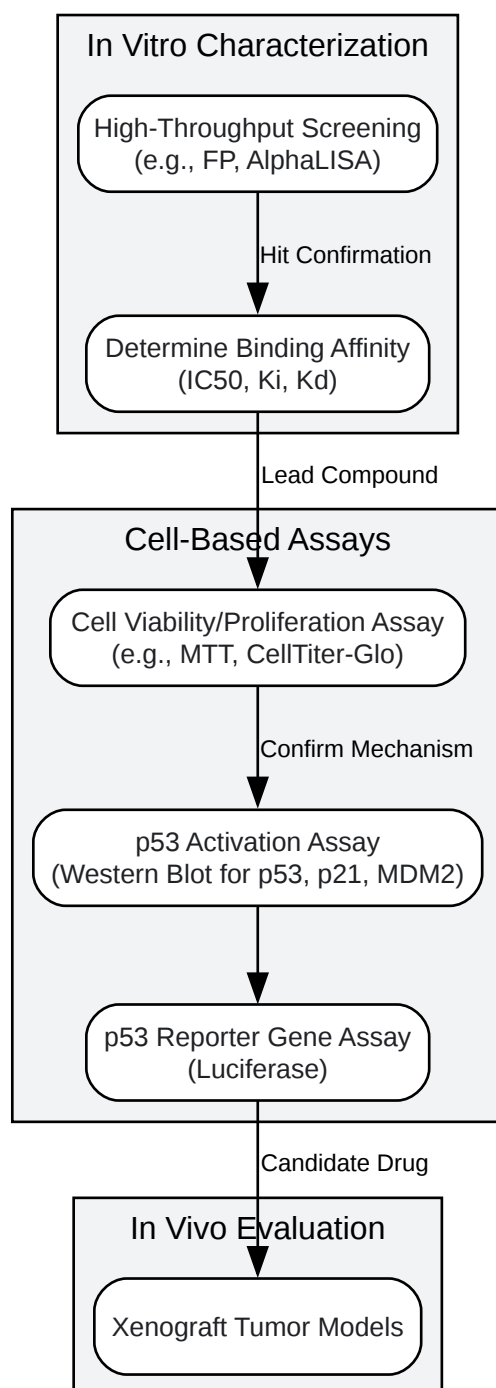 In Vitro Characterization
High-Throughput Screening
(e.g., FP, AlphaLISA)
Hit Confirmation
Determine Binding Affinity
(IC50, Ki, Kd)
Lead Compound
Cell-Based Assays
Cell Viability/Proliferation Assay
(e.g., MTT, CellTiter-Glo)
Confirm Mechanism
p53 Activation Assay
(Western Blot for p53, p21, MDM2)
p53 Reporter Gene Assay
(Luciferase)
Candidate Drug
In Vivo Evaluation
Xenograft Tumor Models